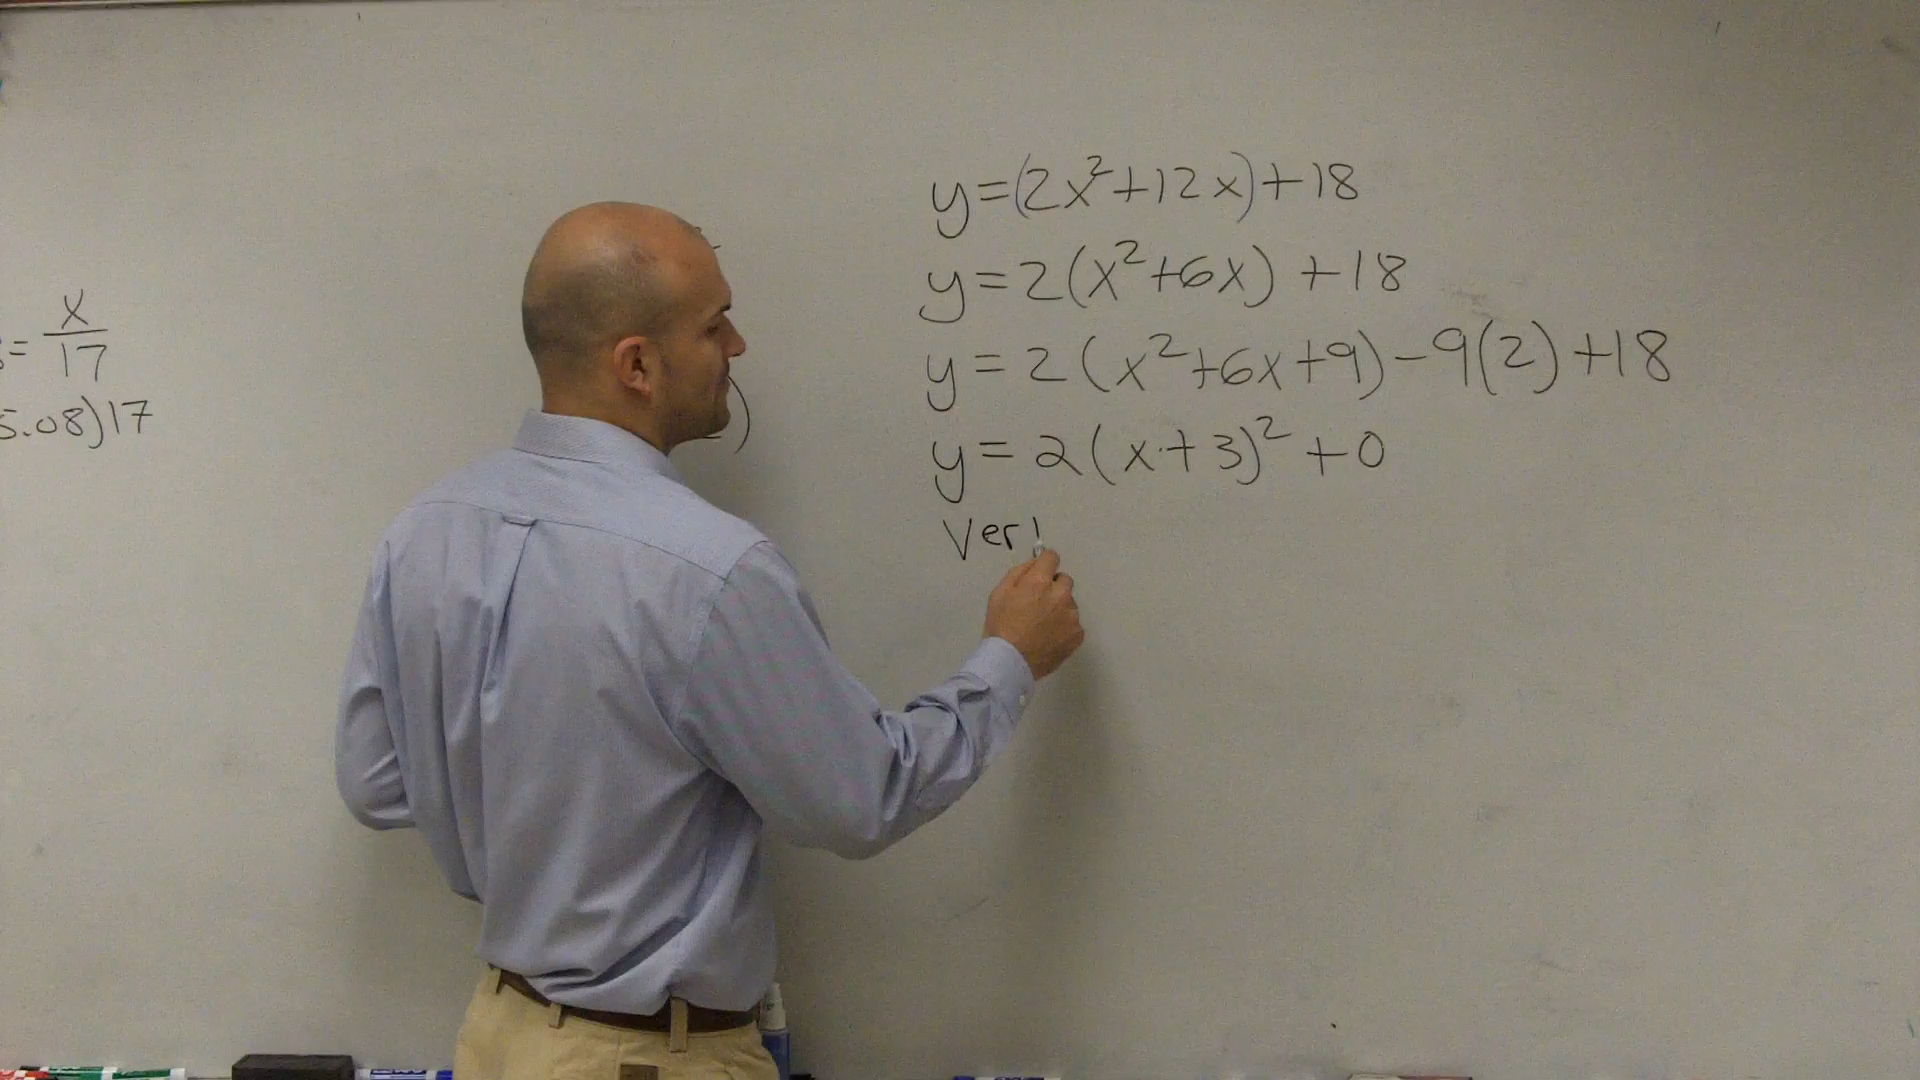 = x/17
5.08)17
)
y=(2x²+12x)+18
y=2(x²+6x) +18
y=2(x²+6x+9)-9(2)+18
y=2(x+3)²+0
Ver